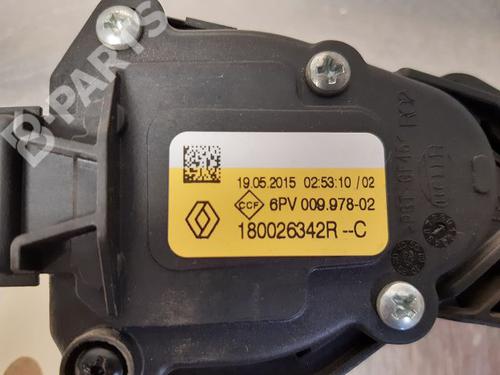 B-PARTS
19.05.2015 02:53:10 /02
CCF 6PV 009.978-02
180026342R --C